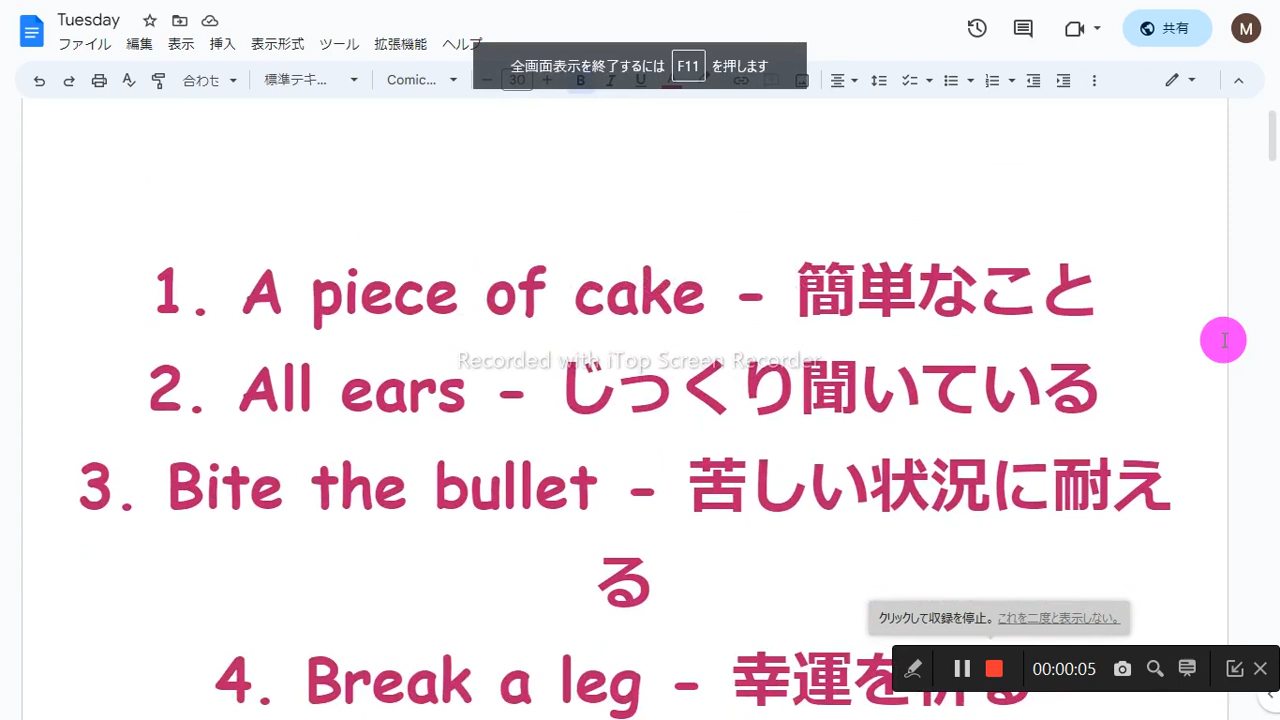 Tuesday
ファイル 編集 表示 挿入 表示形式 ツール 拡張機能 ヘルプ
共有
M
全画面表示を終了するには F11 を押します
合わせ 標準テキ... Comic... 30 B I U
1. A piece of cake - 簡単なこと
Recorded with iTop Screen Recorder
2. All ears - じっくり聞いている
3. Bite the bullet - 苦しい状況に耐え
る
クリックして収録を停止。 これを二度と表示しない。
4. Break a leg - 幸運を祈る
00:00:05